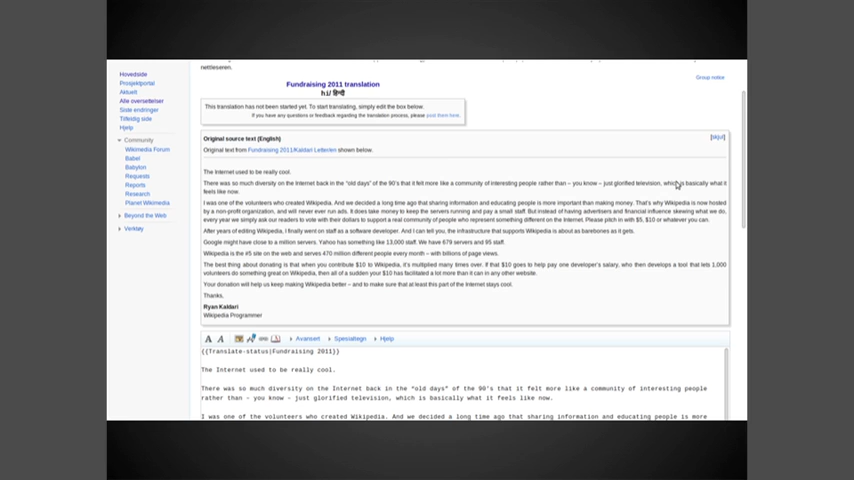 nettleseren.
Hovedside
Prosjektportal
Aktuelt
Alle oversettelser
Siste endringer
Tilfeldig side
Hjelp
Community
Wikimedia Forum
Babel
Babylon
Requests
Reports
Research
Planet Wikimedia
Beyond the Web
Verktøy
Group notice
Fundraising 2011 translation
hi/ हिन्दी
This translation has not been started yet. To start translating, simply edit the box below.
If you have any questions or feedback regarding the translation process, please post them here.
Original source text (English)
[skjul]
Original text from Fundraising 2011/Kaldari Letter/en shown below.
The Internet used to be really cool.
There was so much diversity on the Internet back in the "old days" of the 90's that it felt more like a community of interesting people rather than – you know – just glorified television, which is basically what it
feels like now.
I was one of the volunteers who created Wikipedia. And we decided a long time ago that sharing information and educating people is more important than making money. That's why Wikipedia is now hosted
by a non-profit organization, and will never ever run ads. It does take money to keep the servers running and pay a small staff. But instead of having advertisers and financial influence skewing what we do,
every year we simply ask our readers to vote with their dollars to support a real community of people who represent something different on the Internet. Please pitch in with $5, $10 or whatever you can.
After years of editing Wikipedia, I finally went on staff as a software developer. And I can tell you, the infrastructure that supports Wikipedia is about as barebones as it gets.
Google might have close to a million servers. Yahoo has something like 13,000 staff. We have 679 servers and 95 staff.
Wikipedia is the #5 site on the web and serves 470 million different people every month – with billions of page views.
The best thing about donating is that when you contribute $10 to Wikipedia, it's multiplied many times over. If that $10 goes to help pay one developer's salary, who then develops a tool that lets 1,000
volunteers do something great on Wikipedia, then all of a sudden your $10 has facilitated a lot more than it can in any other website.
Your donation will help us keep making Wikipedia better – and to make sure that at least this part of the Internet stays cool.
Thanks,
Ryan Kaldari
Wikipedia Programmer
A A Avansert Spesialtegn Hjelp
{{Translate-status|Fundraising 2011}}
The Internet used to be really cool.
There was so much diversity on the Internet back in the "old days" of the 90's that it felt more like a community of interesting people
rather than – you know – just glorified television, which is basically what it feels like now.
I was one of the volunteers who created Wikipedia. And we decided a long time ago that sharing information and educating people is more